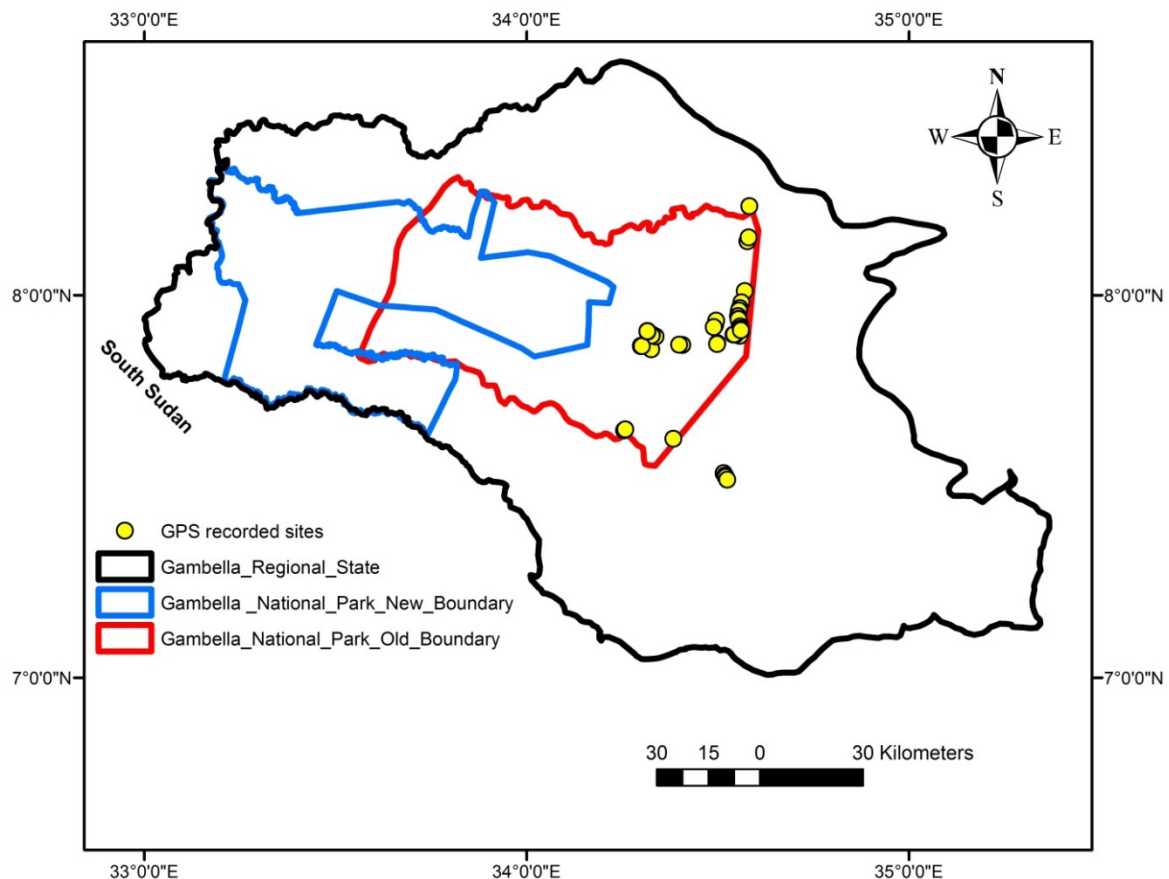 33°0'0"E 34°0'0"E 35°0'0"E
N
W E
S
8°0'0"N 8°0'0"N
South Sudan
GPS recorded sites
Gambella_Regional_State
Gambella _National_Park_New_Boundary
Gambella_National_Park_Old_Boundary
7°0'0"N 7°0'0"N
30 15 0 30 Kilometers
33°0'0"E 34°0'0"E 35°0'0"E